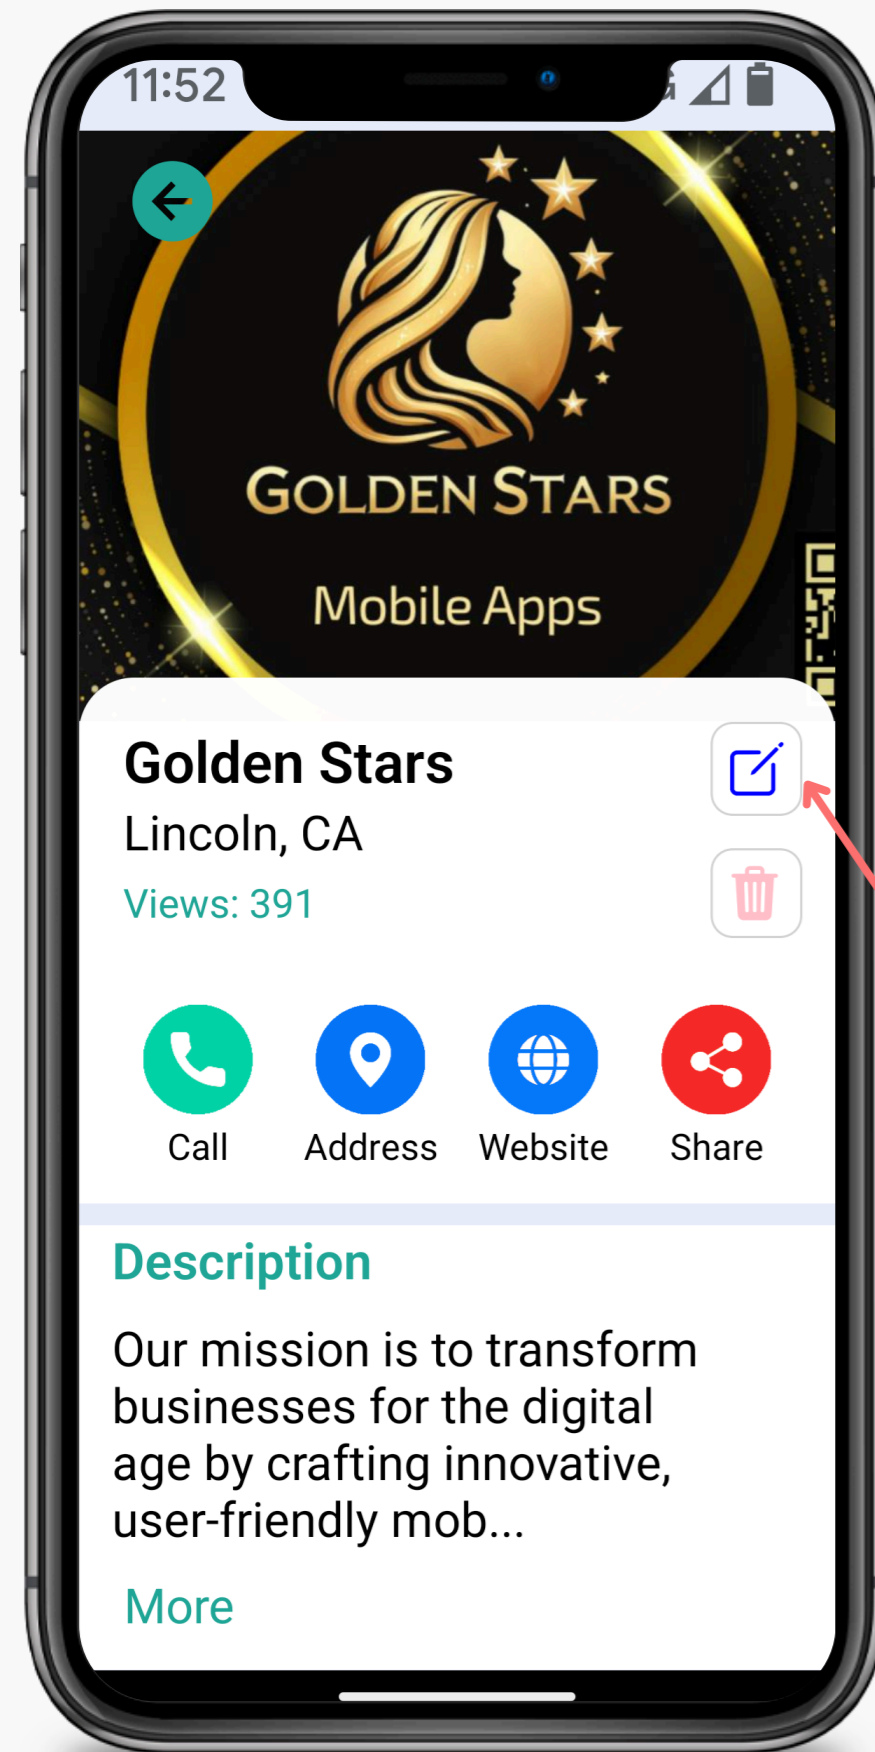 11:52
GOLDEN STARS
Mobile Apps
Golden Stars
Lincoln, CA
Views: 391
Call Address Website Share
Description
Our mission is to transform
businesses for the digital
age by crafting innovative,
user-friendly mob...
More